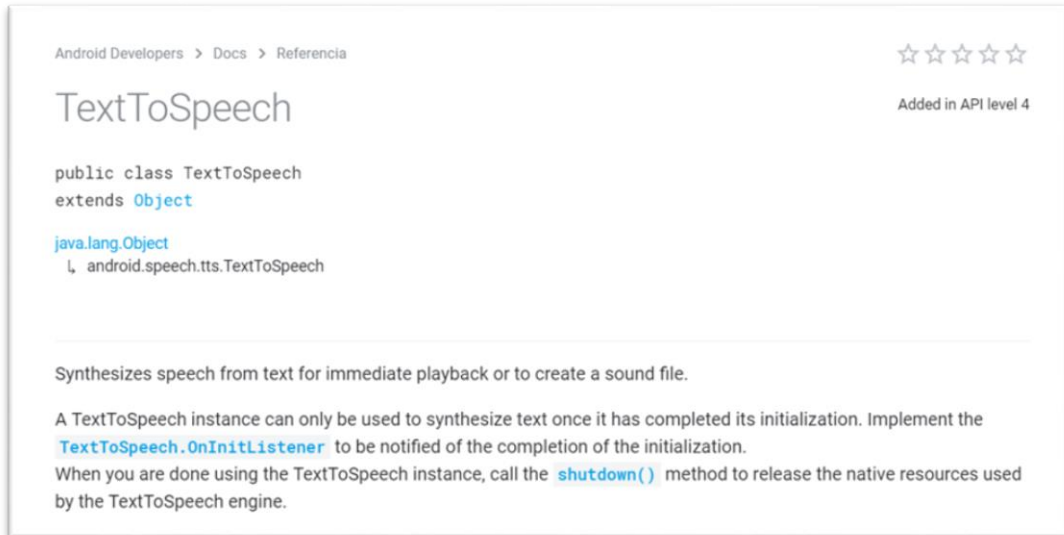 Android Developers > Docs > Referencia
TextToSpeech
Added in API level 4
public class TextToSpeech
extends Object
java.lang.Object
↳ android.speech.tts.TextToSpeech
Synthesizes speech from text for immediate playback or to create a sound file.
A TextToSpeech instance can only be used to synthesize text once it has completed its initialization. Implement the
TextToSpeech.OnInitListener to be notified of the completion of the initialization.
When you are done using the TextToSpeech instance, call the shutdown() method to release the native resources used
by the TextToSpeech engine.